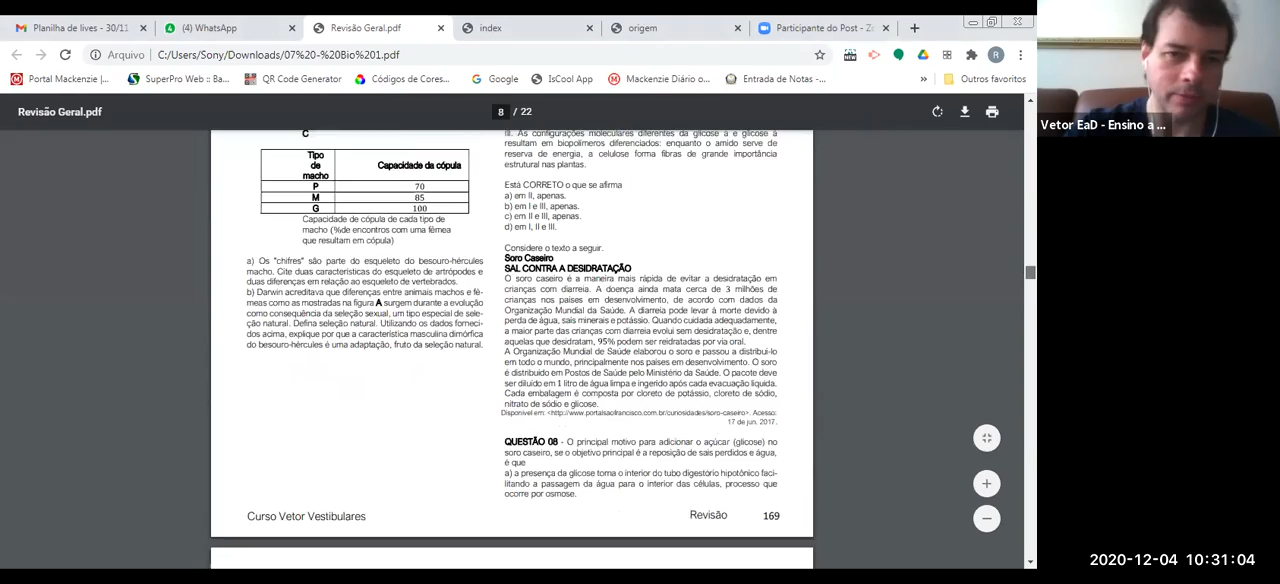 Planilha de lives - 30/11
(4) WhatsApp
Revisão Geral.pdf
index
origem
Participante do Post - Z
Arquivo
C:/Users/Sony/Downloads/07%20-%20Bio%201.pdf
Portal Mackenzie ...
SuperPro Web :: Ba...
QR Code Generator
Códigos de Cores...
Google
IsCool App
Mackenzie Diário o...
Entrada de Notas -...
»
Outros favoritos
Revisão Geral.pdf
8 / 22
C
Tipo de macho
Capacidade da cópula
P 70
M 85
G 100
Capacidade de cópula de cada tipo de
macho (%de encontros com uma fêmea
que resultam em cópula)
a) Os "chifres" são parte do esqueleto do besouro-hércules
macho. Cite duas características do esqueleto de artrópodes e
duas diferenças em relação ao esqueleto de vertebrados.
b) Darwin acreditava que diferenças entre animais machos e fê-
meas como as mostradas na figura A surgem durante a evolução
como consequência da seleção sexual, um tipo especial de sele-
ção natural. Defina seleção natural. Utilizando os dados forneci-
dos acima, explique por que a característica masculina dimórfica
do besouro-hércules é uma adaptação, fruto da seleção natural.
III. As configurações moleculares diferentes da glicose á e glicose â
resultam em biopolímeros diferenciados: enquanto o amido serve de
reserva de energia, a celulose forma fibras de grande importância
estrutural nas plantas.
Está CORRETO o que se afirma
a) em II, apenas.
b) em I e III, apenas.
c) em II e III, apenas.
d) em I, II e III.
Considere o texto a seguir.
Soro Caseiro
SAL CONTRA A DESIDRATAÇÃO
O soro caseiro é a maneira mais rápida de evitar a desidratação em
crianças com diarreia. A doença ainda mata cerca de 3 milhões de
crianças nos países em desenvolvimento, de acordo com dados da
Organização Mundial da Saúde. A diarreia pode levar à morte devido à
perda de água, sais minerais e potássio. Quando cuidada adequadamente,
a maior parte das crianças com diarreia evolui sem desidratação e, dentre
aquelas que desidratam, 95% podem ser reidratadas por via oral.
A Organização Mundial de Saúde elaborou o soro e passou a distribuí-lo
em todo o mundo, principalmente nos países em desenvolvimento. O soro
é distribuído em Postos de Saúde pelo Ministério da Saúde. O pacote deve
ser diluído em 1 litro de água limpa e ingerido após cada evacuação líquida.
Cada embalagem é composta por cloreto de potássio, cloreto de sódio,
nitrato de sódio e glicose.
Disponível em: <http://www.portalsaofrancisco.com.br/curiosidades/soro-caseiro>. Acesso:
17 de jun. 2017.
QUESTÃO 08 - O principal motivo para adicionar o açúcar (glicose) no
soro caseiro, se o objetivo principal é a reposição de sais perdidos e água,
é que
a) a presença da glicose torna o interior do tubo digestório hipotônico faci-
litando a passagem da água para o interior das células, processo que
ocorre por osmose.
Curso Vetor Vestibulares
Revisão 169
Vetor EaD - Ensino a ...
2020-12-04 10:31:04